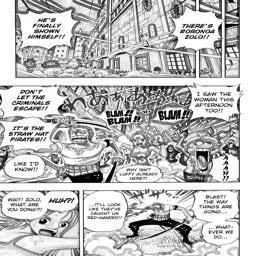 THERE'S
RORONOA
ZOLO!!
HE'S
FINALLY
SHOWN
HIMSELF!!
I SAW THE
WOMAN THIS
AFTERNOON
TOO!!
BLAM!!
BLAM!!
BLAM!!
DON'T
LET THE
CRIMINALS
ESCAPE!!
IT'S THE
STRAW HAT
PIRATES!!
WHY ISN'T
LUFFY ALREADY
HERE?!
LIKE I'D
KNOW!!
BLAST!
THE WAY
THINGS ARE
GOING...
...WHAT-
EVER WE
DO...
...IT'LL LOOK
LIKE THEY'VE
CAUGHT US
RED-HANDED!!
HUH?!
WAIT! ZOLO,
WHAT ARE
YOU DOING?!